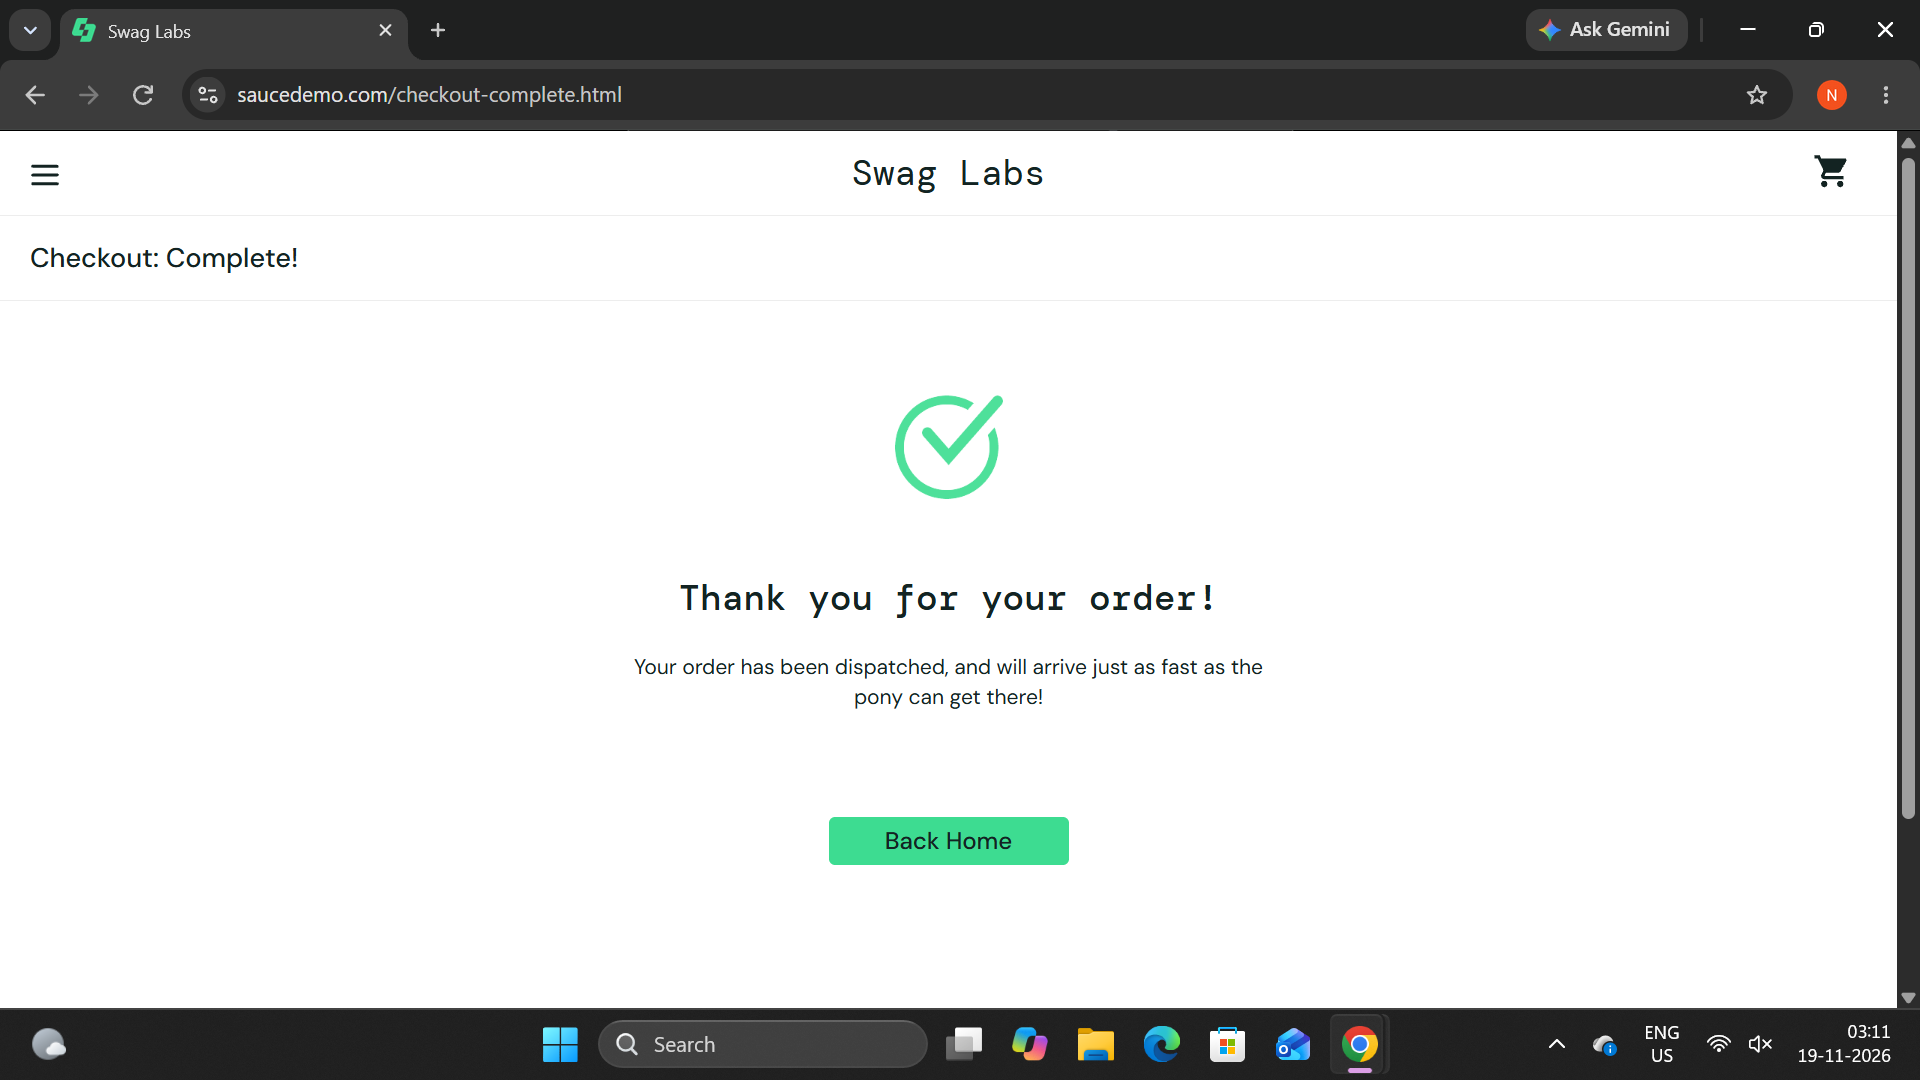 Swag Labs
Ask Gemini
saucedemo.com/checkout-complete.html
N
Swag Labs
Checkout: Complete!
Thank you for your order!
Your order has been dispatched, and will arrive just as fast as the
pony can get there!
Back Home
Search
ENG
US
03:11
19-11-2026